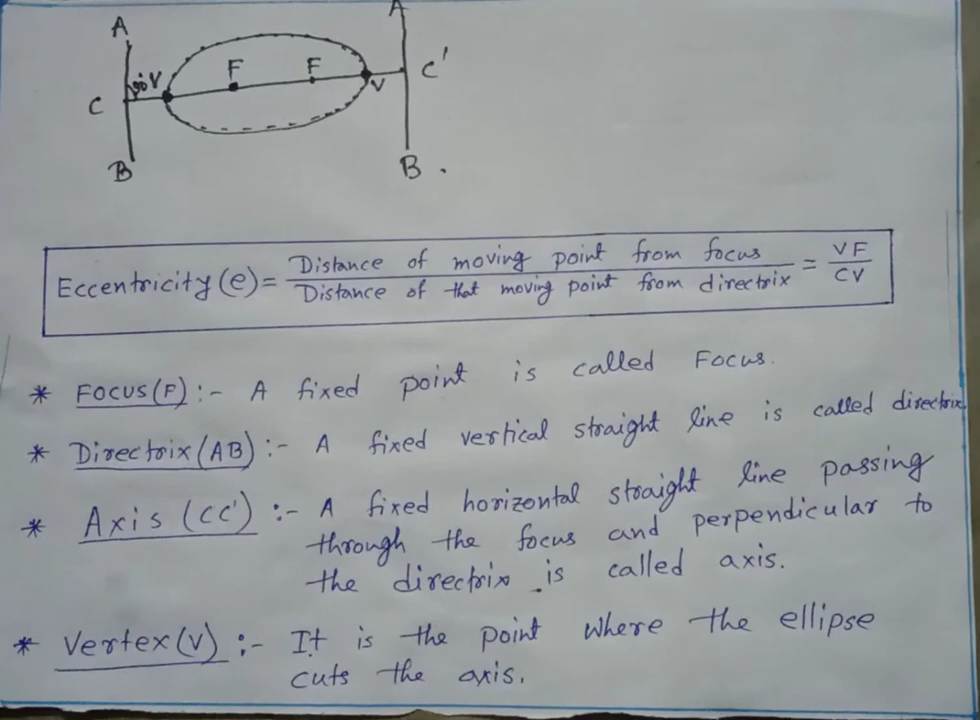 A
A
F
F
90°
V
V
C
C'
B
B.
Eccentricity (e) = Distance of moving point from focus / Distance of that moving point from directrix = VF / CV
* Focus (F) :- A fixed point is called Focus.
* Directrix (AB) :- A fixed vertical straight line is called directrix
* Axis (CC') :- A fixed horizontal straight line passing
through the focus and perpendicular to
the directrix is called axis.
* Vertex (V) :- It is the point where the ellipse
cuts the axis.